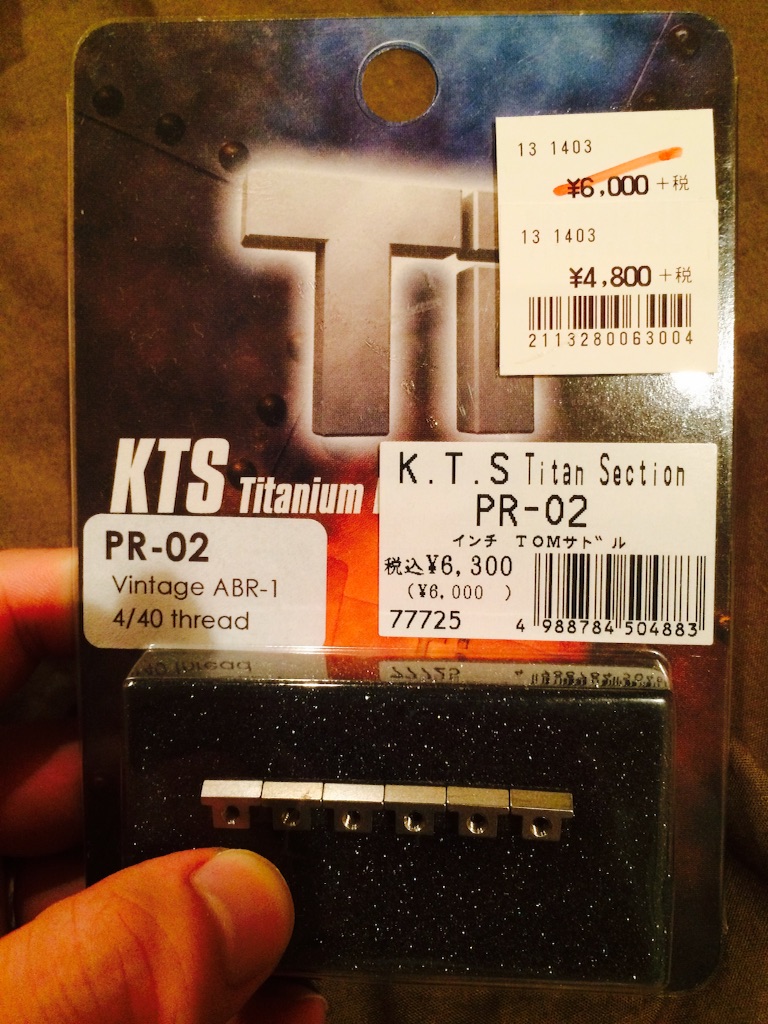 13 1403
¥6,000+税
13 1403
¥4,800+税
2113280063004
Ti
KTS Titanium
K.T.S Titan Section
PR-02
インチ TOMサドル
税込¥6,300
(¥6,000 )
77725
4 988784 504883
PR-02
Vintage ABR-1
4/40 thread